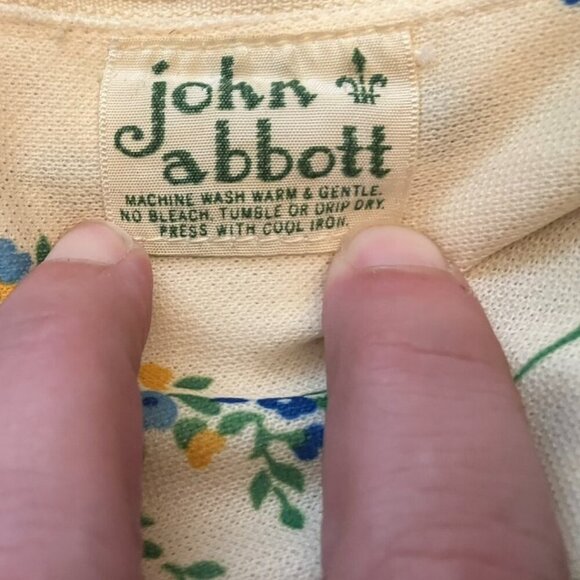 john
abbott
MACHINE WASH WARM & GENTLE.
NO BLEACH, TUMBLE OR DRIP DRY.
PRESS WITH COOL IRON.